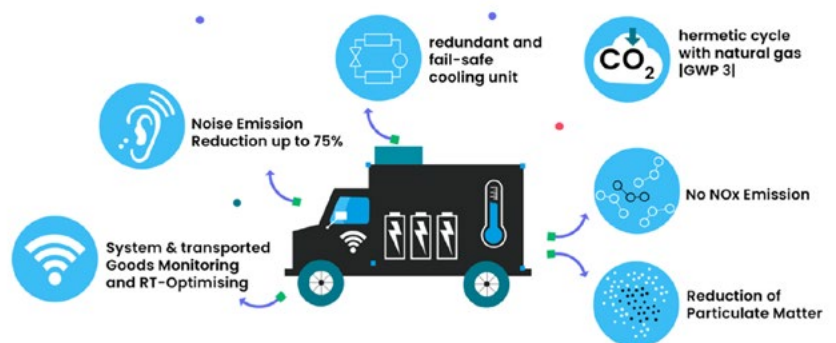 redundant and
fail-safe
cooling unit
CO2
hermetic cycle
with natural gas
|GWP 3|
Noise Emission
Reduction up to 75%
No NOx Emission
System & transported
Goods Monitoring
and RT-Optimising
Reduction of
Particulate Matter